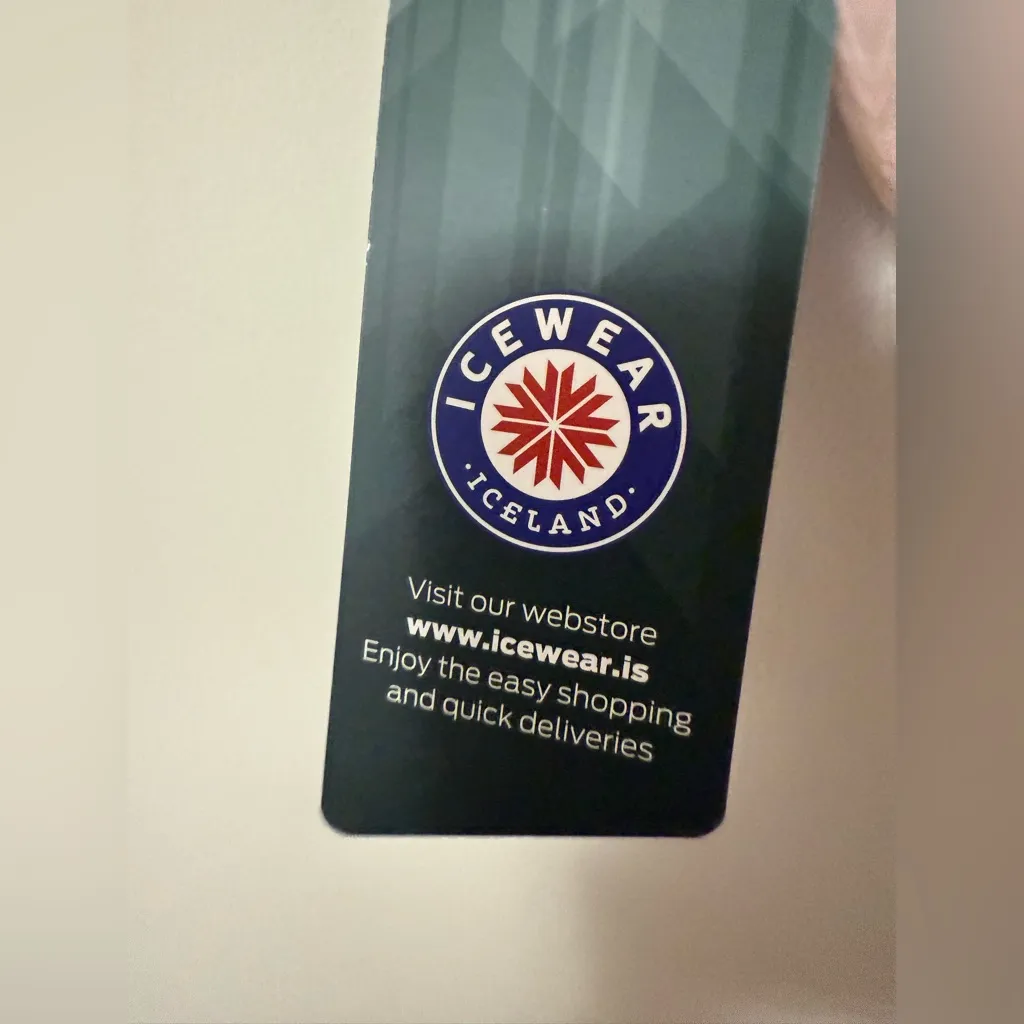 ICEWEAR
·ICELAND·
Visit our webstore
www.icewear.is
Enjoy the easy shopping
and quick deliveries